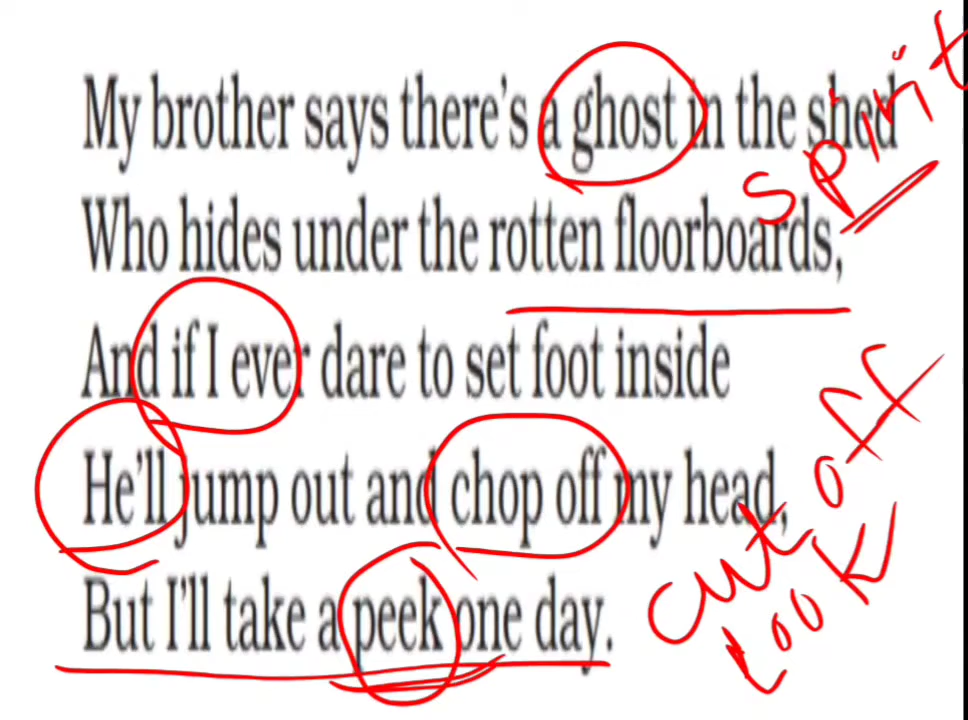 My brother says there's a ghost in the shed
spirit
Who hides under the rotten floorboards,
And if I ever dare to set foot inside
He'll jump out and chop off my head,
cut off
But I'll take a peek one day.
Look